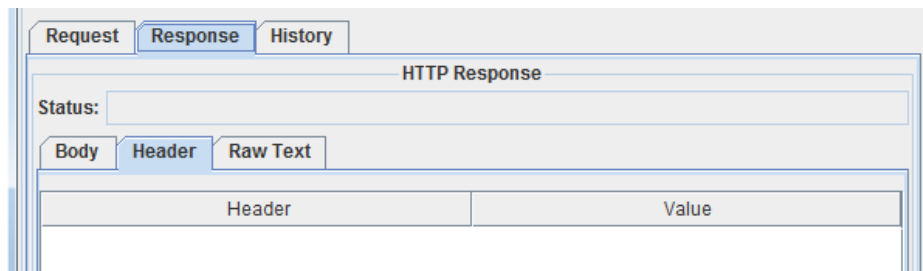 Request Response History
HTTP Response
Status:
Body Header Raw Text
Header Value